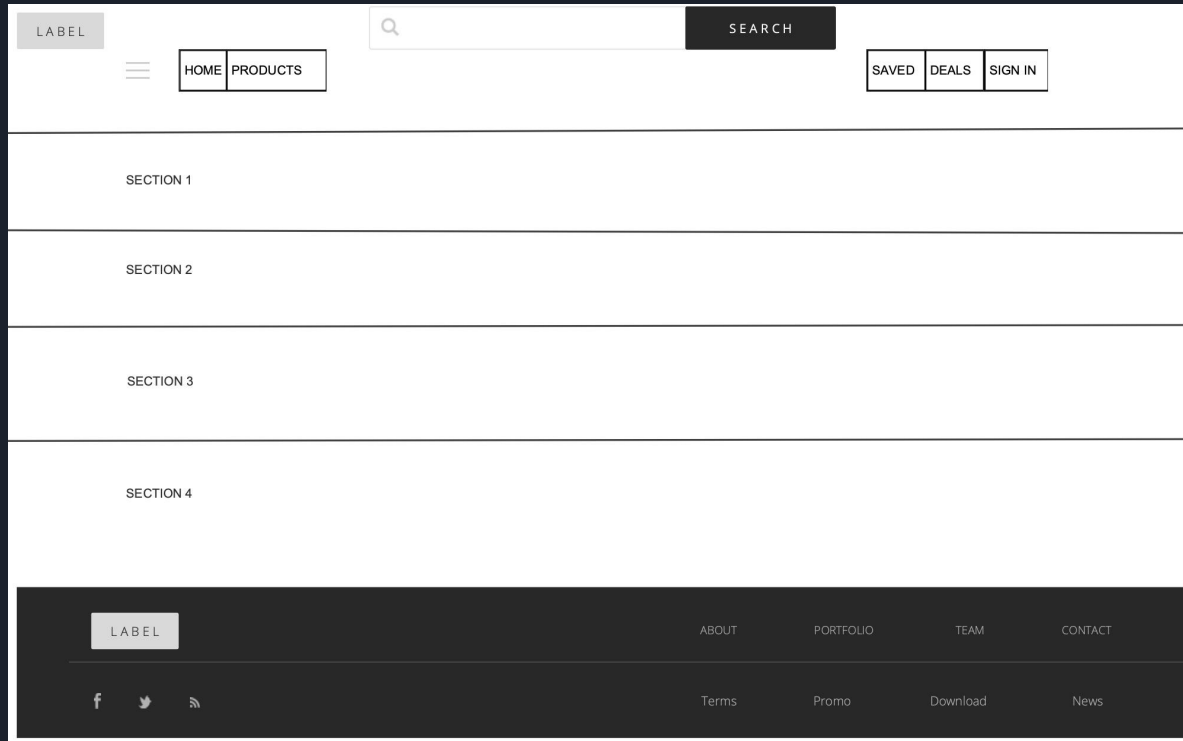 LABEL
SEARCH
HOME PRODUCTS
SAVED DEALS SIGN IN
SECTION 1
SECTION 2
SECTION 3
SECTION 4
LABEL
ABOUT PORTFOLIO TEAM CONTACT
Terms Promo Download News